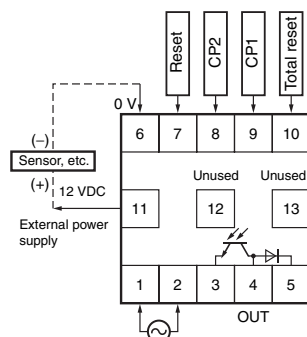 Reset
CP2
CP1
Total reset
0 V
6
7
8
9
10
(−)
Sensor, etc.
(+)
12 VDC
External power
supply
11
Unused
12
Unused
13
1
2
3
4
5
OUT